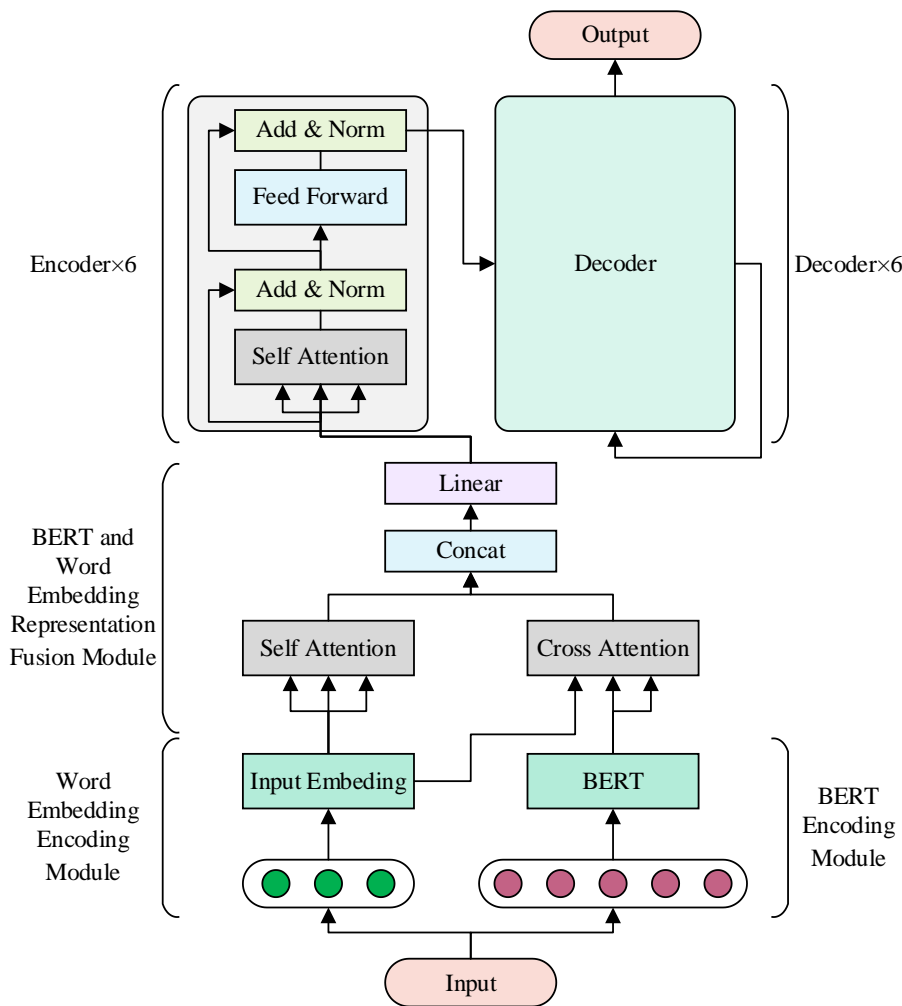 Output
Add & Norm
Feed Forward
Encoder×6
Add & Norm
Self Attention
Decoder
Decoder×6
Linear
Concat
BERT and
Word
Embedding
Representation
Fusion Module
Self Attention
Cross Attention
Word
Embedding
Encoding
Module
Input Embeding
BERT
BERT
Encoding
Module
Input